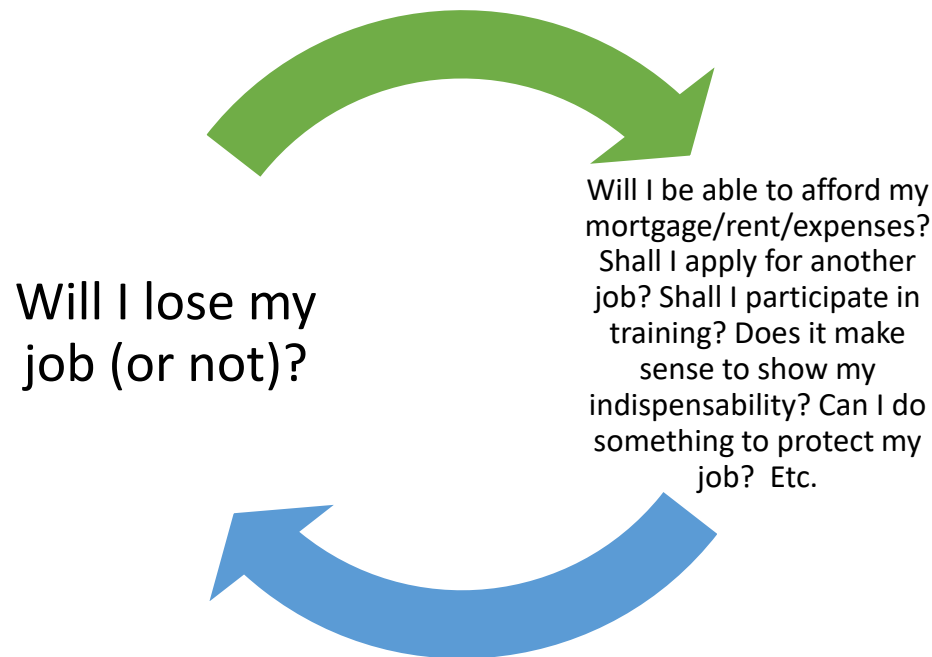 Will I lose my
job (or not)?
Will I be able to afford my
mortgage/rent/expenses?
Shall I apply for another
job? Shall I participate in
training? Does it make
sense to show my
indispensability? Can I do
something to protect my
job?  Etc.